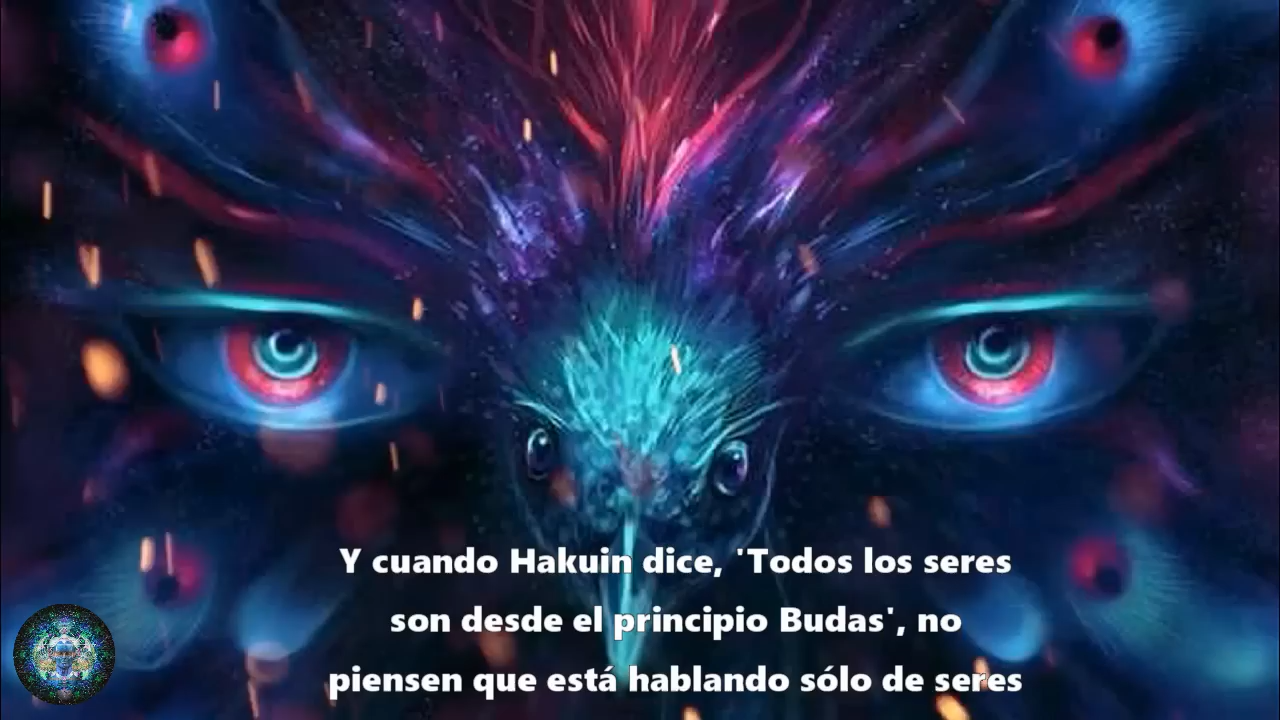 Y cuando Hakuin dice, 'Todos los seres
son desde el principio Budas', no
piensen que está hablando sólo de seres